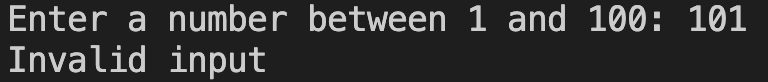 Enter a number between 1 and 100: 101
Invalid input